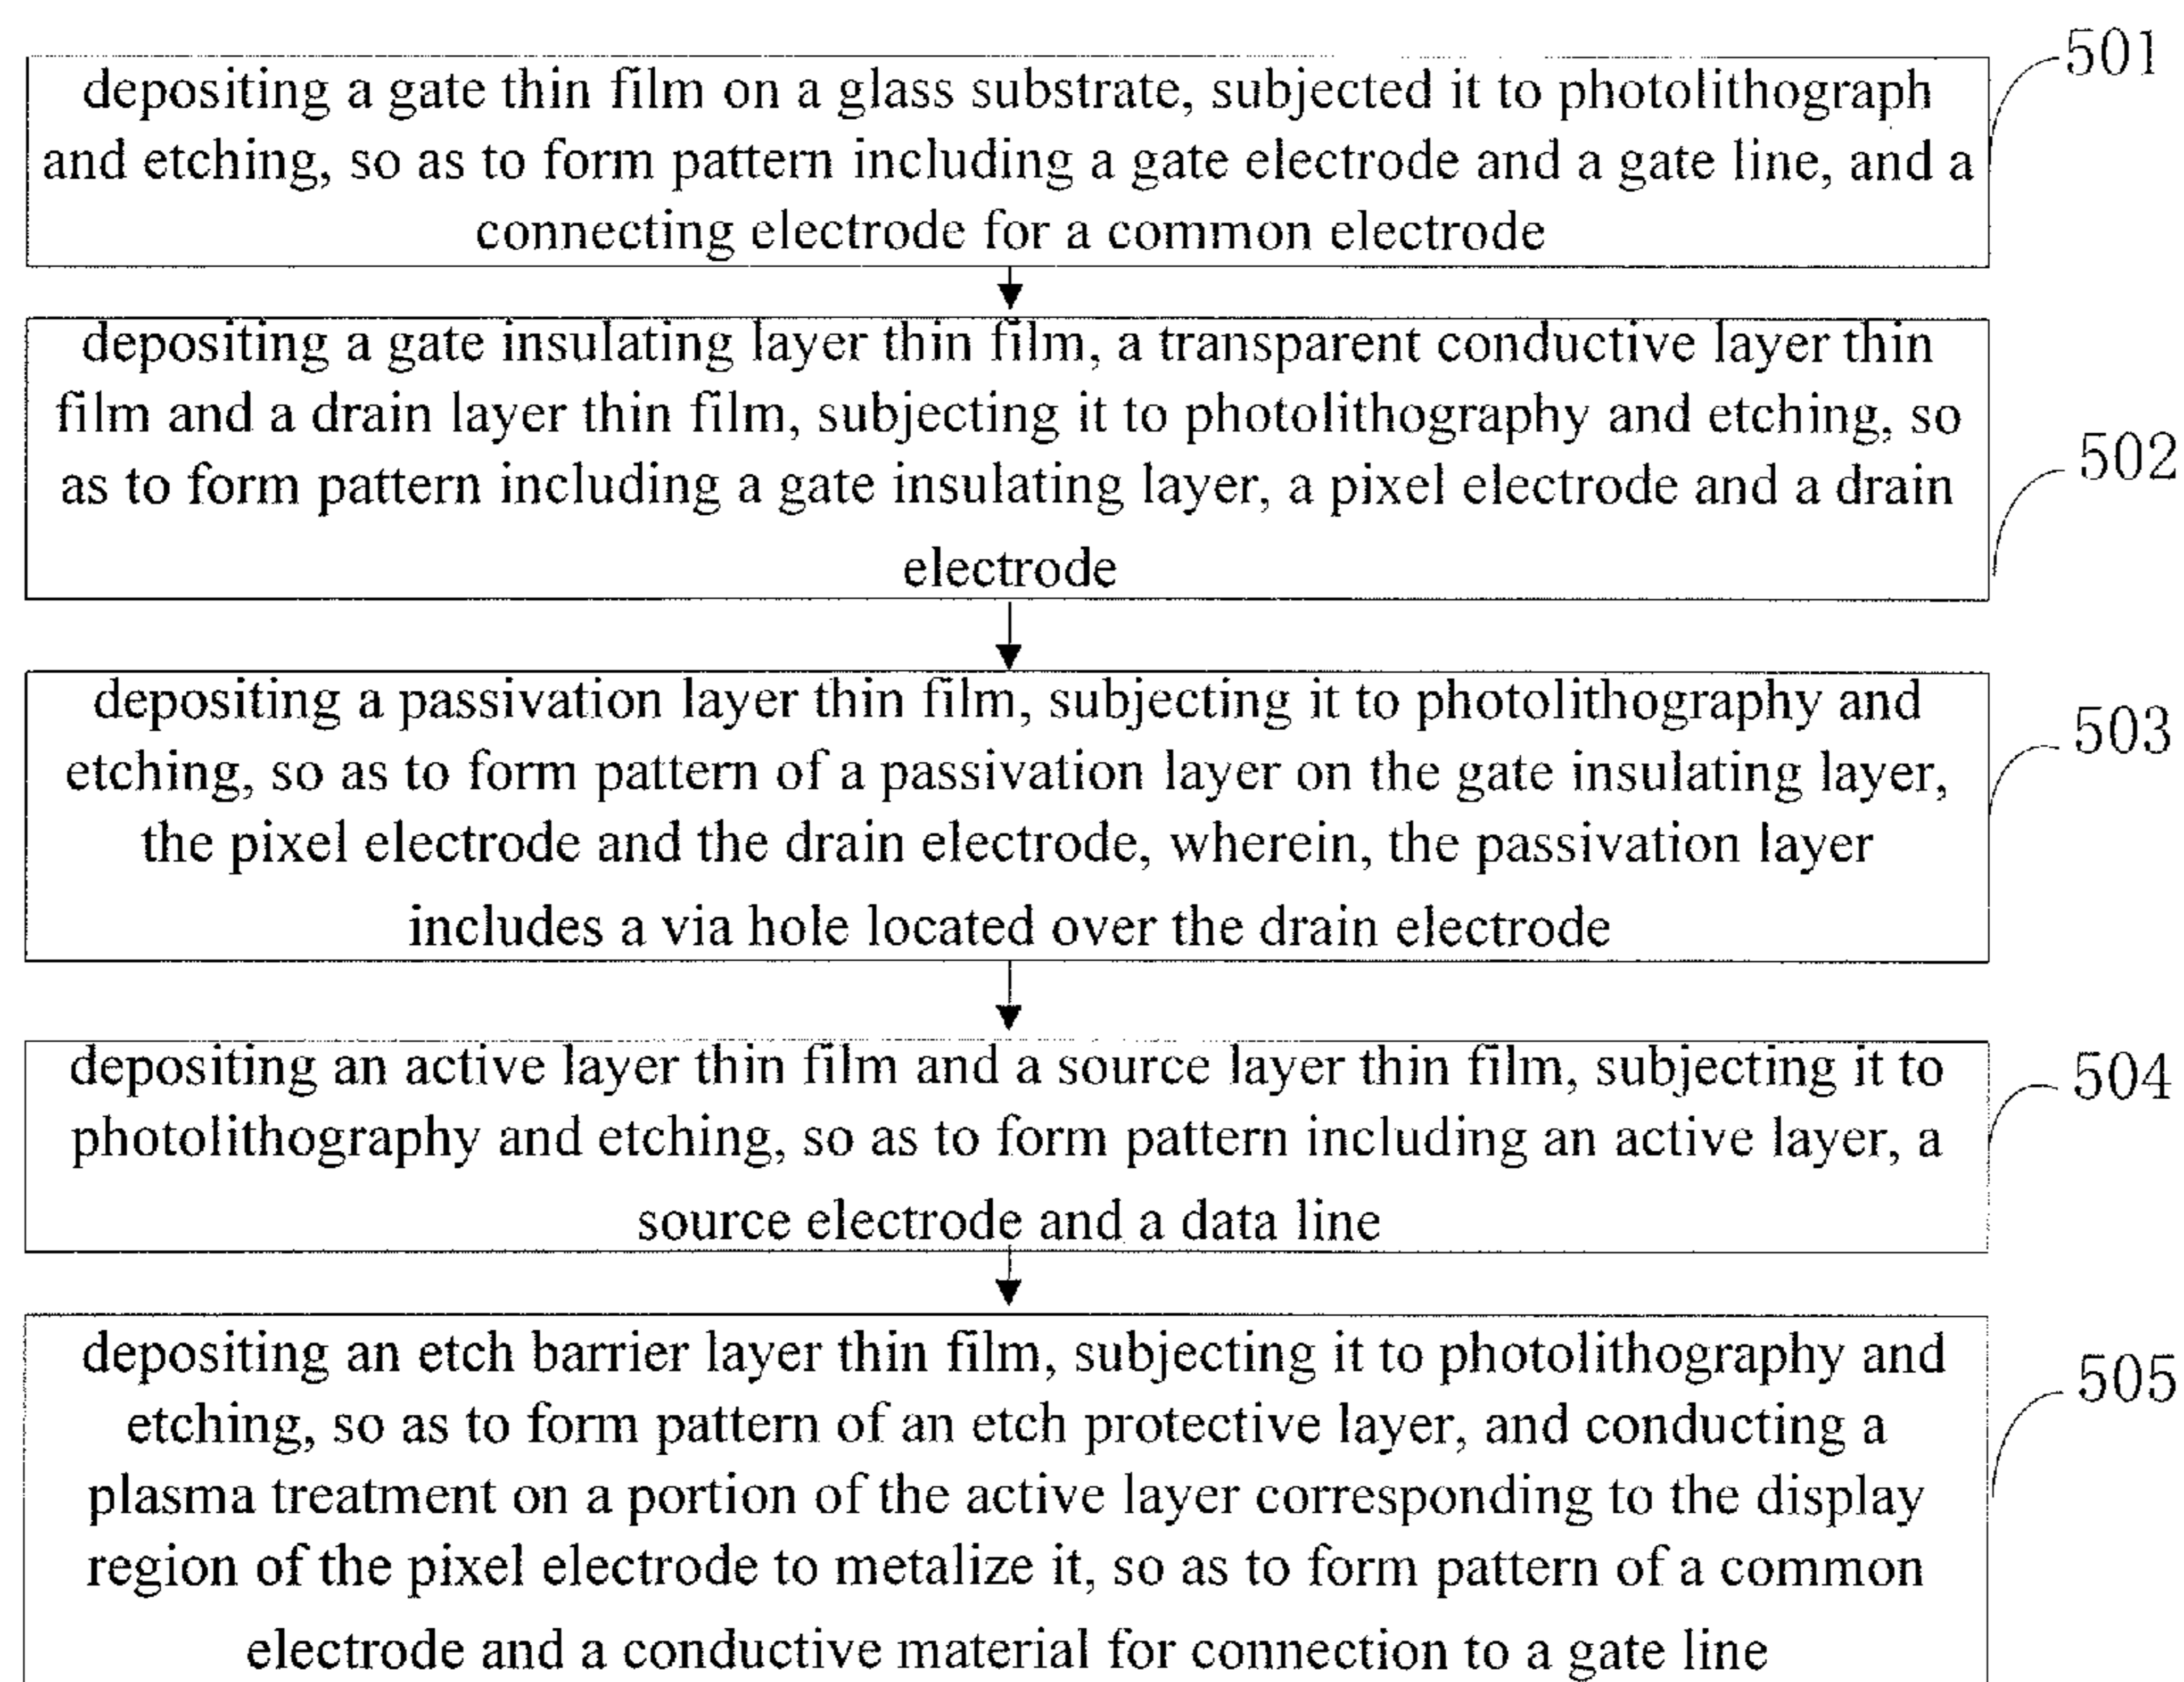 501
depositing a gate thin film on a glass substrate, subjected it to photolithograph
and etching, so as to form pattern including a gate electrode and a gate line, and a
connecting electrode for a common electrode
depositing a gate insulating layer thin film, a transparent conductive layer thin
film and a drain layer thin film, subjecting it to photolithography and etching, so
as to form pattern including a gate insulating layer, a pixel electrode and a drain
electrode
502
depositing a passivation layer thin film, subjecting it to photolithography and
etching, so as to form pattern of a passivation layer on the gate insulating layer,
the pixel electrode and the drain electrode, wherein, the passivation layer
includes a via hole located over the drain electrode
503
depositing an active layer thin film and a source layer thin film, subjecting it to
photolithography and etching, so as to form pattern including an active layer, a
source electrode and a data line
504
depositing an etch barrier layer thin film, subjecting it to photolithography and
etching, so as to form pattern of an etch protective layer, and conducting a
plasma treatment on a portion of the active layer corresponding to the display
region of the pixel electrode to metalize it, so as to form pattern of a common
electrode and a conductive material for connection to a gate line
505